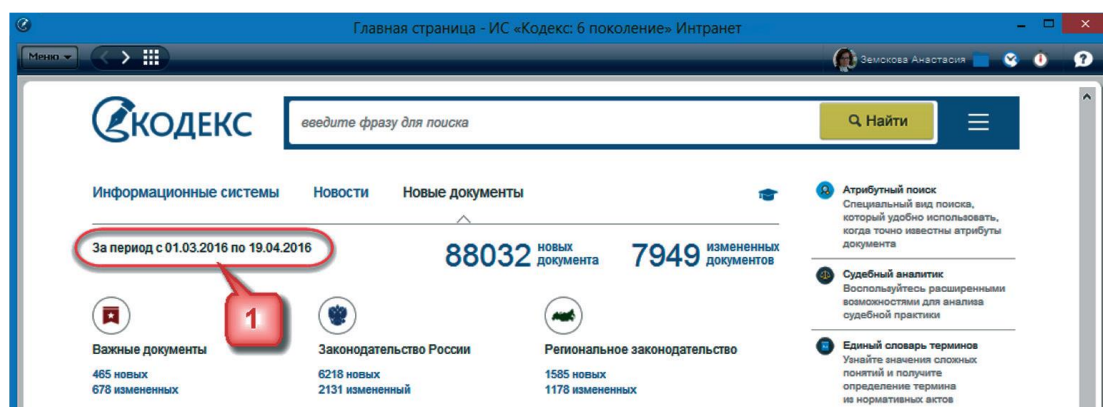 Главная страница - ИС «Кодекс: 6 поколение» Интранет
Меню
Земскова Анастасия
?
КОДЕКС
введите фразу для поиска
Найти
Информационные системы
Новости
Новые документы
За период с 01.03.2016 по 19.04.2016
88032 новых документа
7949 измененных документов
1
Важные документы
465 новых
678 измененных
Законодательство России
6218 новых
2131 измененный
Региональное законодательство
1585 новых
1178 измененных
Атрибутный поиск
Специальный вид поиска,
который удобно использовать,
когда точно известны атрибуты
документа
Судебный аналитик
Воспользуйтесь расширенными
возможностями для анализа
судебной практики
Единый словарь терминов
Узнайте значения сложных
понятий и получите
определение термина
из нормативных актов